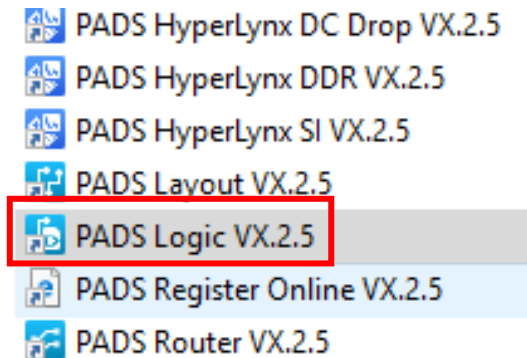 PADS HyperLynx DC Drop VX.2.5
PADS HyperLynx DDR VX.2.5
PADS HyperLynx SI VX.2.5
PADS Layout VX.2.5
PADS Logic VX.2.5
PADS Register Online VX.2.5
PADS Router VX.2.5